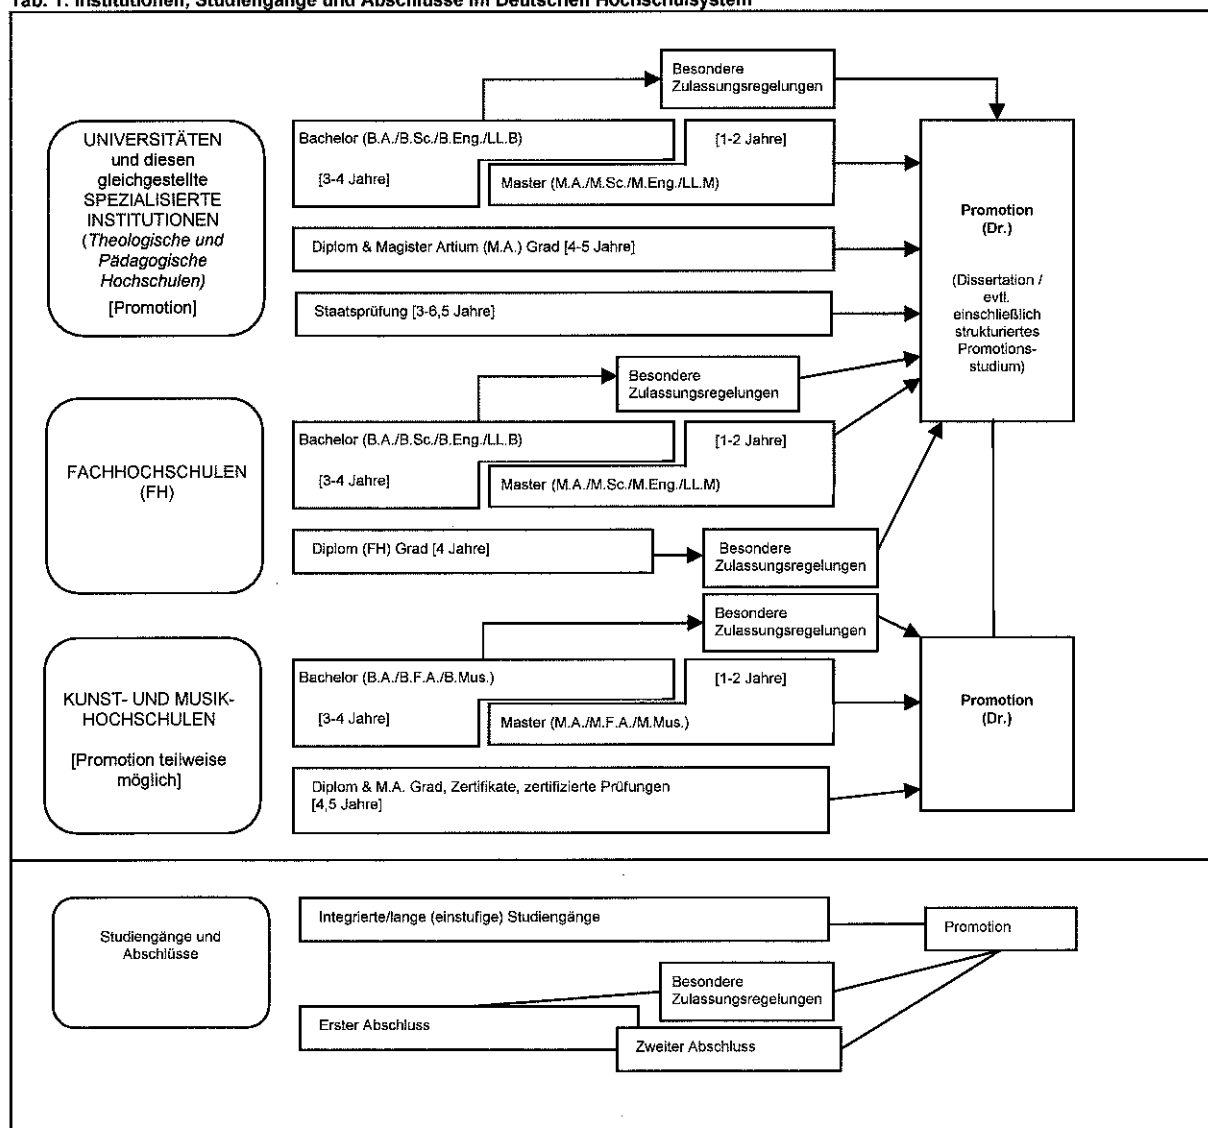 Tab. 1: Institutionen, Studiengänge und Abschlüsse im Deutschen Hochschulsystem
Besondere
Zulassungsregelungen
UNIVERSITÄTEN
und diesen
gleichgestellte
SPEZIALISIERTE
INSTITUTIONEN
(Theologische und
Pädagogische
Hochschulen)
[Promotion]
Bachelor (B.A./B.Sc./B.Eng./LL.B)
[3-4 Jahre]
[1-2 Jahre]
Master (M.A./M.Sc./M.Eng./LL.M)
Diplom & Magister Artium (M.A.) Grad [4-5 Jahre]
Staatsprüfung [3-6,5 Jahre]
Promotion
(Dr.)
(Dissertation /
evtl.
einschließlich
strukturiertes
Promotions-
studium)
Besondere
Zulassungsregelungen
FACHHOCHSCHULEN
(FH)
Bachelor (B.A./B.Sc./B.Eng./LL.B)
[3-4 Jahre]
[1-2 Jahre]
Master (M.A./M.Sc./M.Eng./LL.M)
Diplom (FH) Grad [4 Jahre]
Besondere
Zulassungsregelungen
Besondere
Zulassungsregelungen
KUNST- UND MUSIK-
HOCHSCHULEN
[Promotion teilweise
möglich]
Bachelor (B.A./B.F.A./B.Mus.)
[3-4 Jahre]
[1-2 Jahre]
Master (M.A./M.F.A./M.Mus.)
Diplom & M.A. Grad, Zertifikate, zertifizierte Prüfungen
[4,5 Jahre]
Promotion
(Dr.)
Studiengänge und
Abschlüsse
Integrierte/lange (einstufige) Studiengänge
Promotion
Besondere
Zulassungsregelungen
Erster Abschluss
Zweiter Abschluss